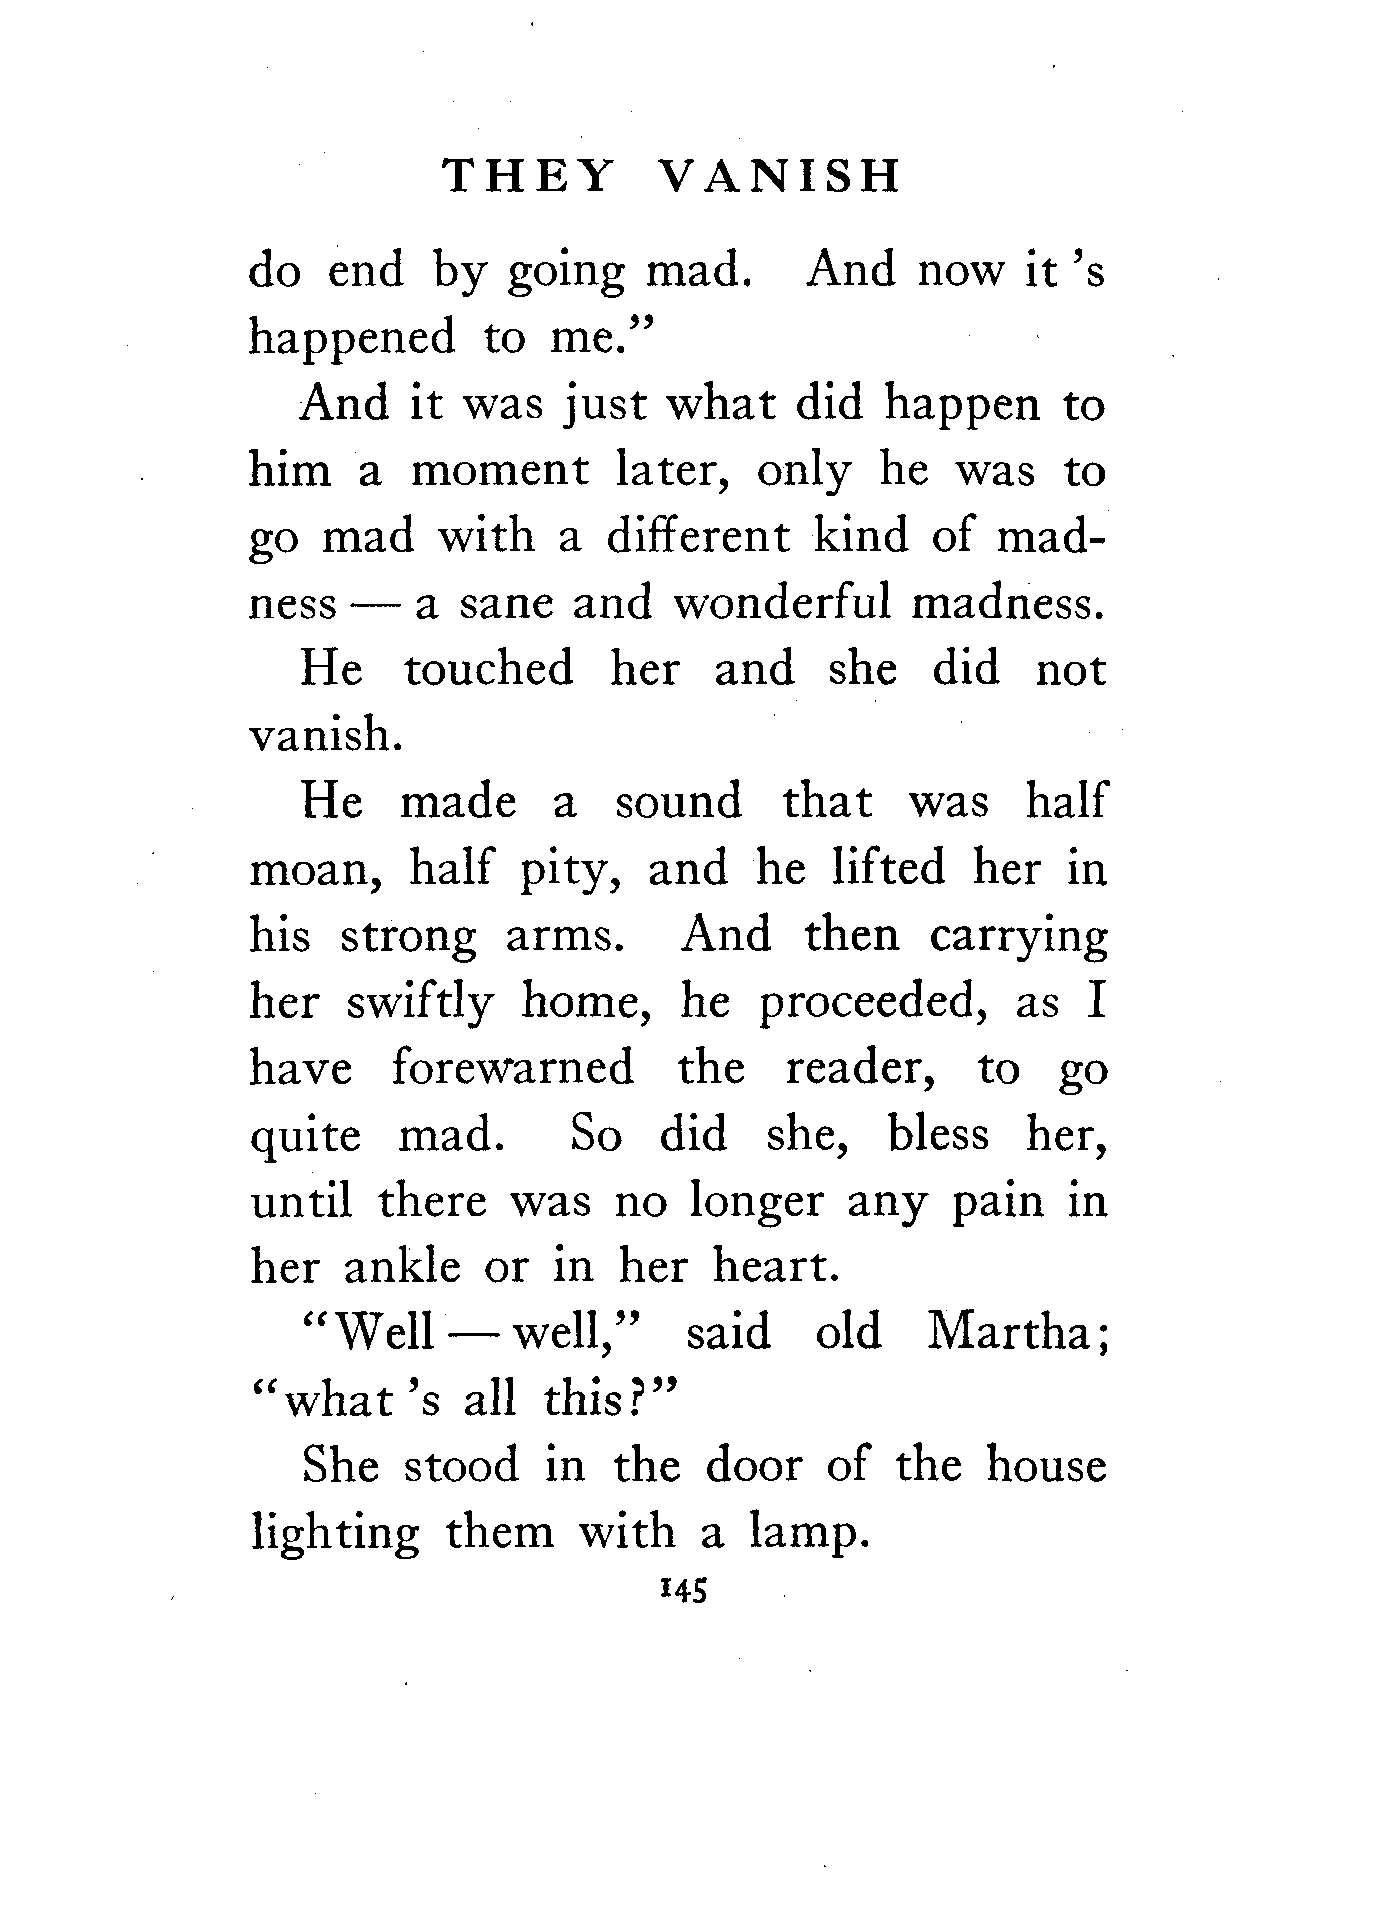 THEY VANISH
do end by going mad. And now it 's
happened to me.”
And it was just what did happen to
him a moment later, only he was to
go mad with a different kind of mad-
ness — a sane and wonderful madness.
He touched her and she did not
vanish.
He made a sound that was half
moan, half pity, and he lifted her in
his strong arms. And then carrying
her swiftly home, he proceeded, as I
have forewarned the reader, to go
quite mad. So did she, bless her,
until there was no longer any pain in
her ankle or in her heart.
“Well — well,” said old Martha;
“what 's all this?”
She stood in the door of the house
lighting them with a lamp.
145